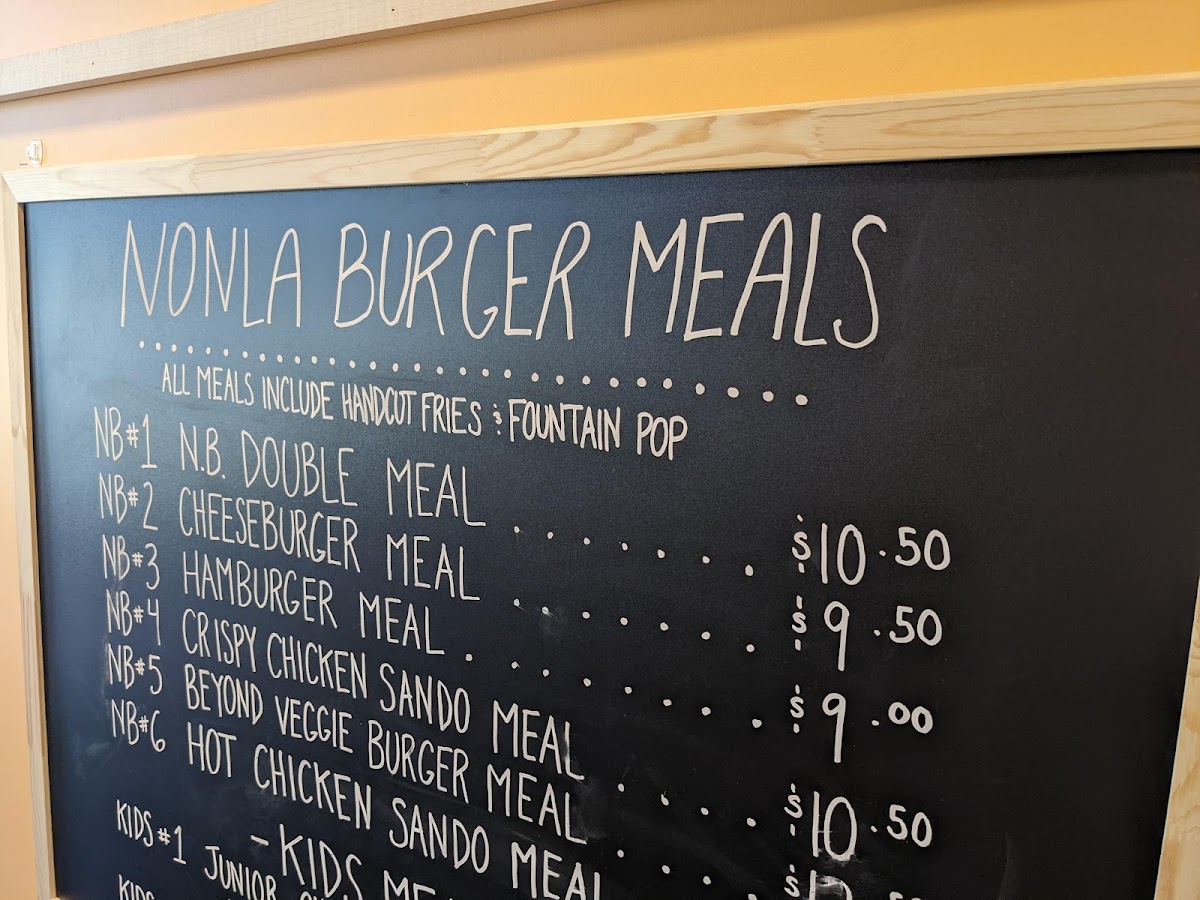 NONLA BURGER MEALS
ALL MEALS INCLUDE HANDCUT FRIES & FOUNTAIN POP
NB#1 N.B. DOUBLE MEAL . . . . . . . $10.50
NB#2 CHEESEBURGER MEAL . . . . . . . $9.50
NB#3 HAMBURGER MEAL . . . . . . . . $9.00
NB#4 CRISPY CHICKEN SANDO MEAL . . . . . $10.50
NB#5 BEYOND VEGGIE BURGER MEAL
NB#6 HOT CHICKEN SANDO MEAL
- KIDS
KIDS #1 JUNIOR
KIDS